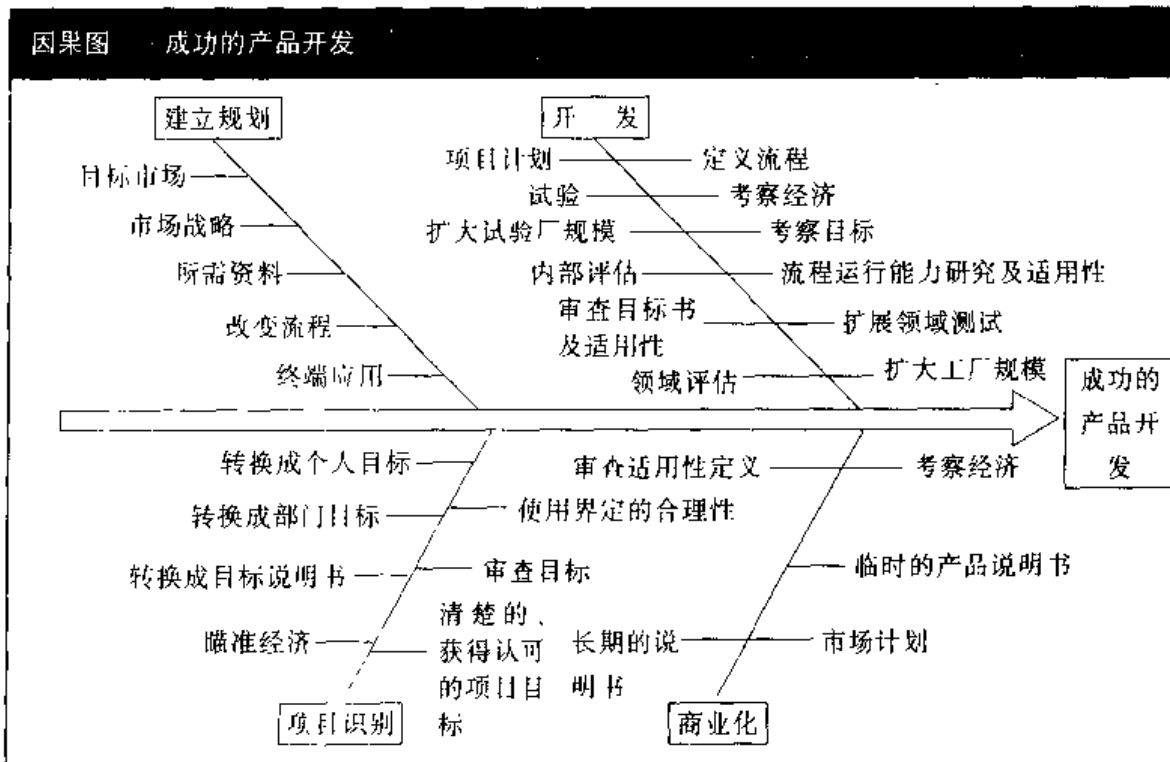 因果图 成功的产品开发
建立规划
目标市场
市场战略
所需资料
改变流程
终端应用
开 发
项目计划
定义流程
试验
考察经济
扩大试验厂规模
考察目标
内部评估
流程运行能力研究及适用性
审查目标书
及适用性
扩展领域测试
领域评估
扩大工厂规模
成功的
产品开
发
转换成个人目标
转换成部门目标
使用界定的合理性
转换成目标说明书
审查目标
瞄准经济
清楚的、
获得认可
的项目目
标
项目识别
审查适用性定义
考察经济
临时的产品说明书
长期的说
明书
市场计划
商业化